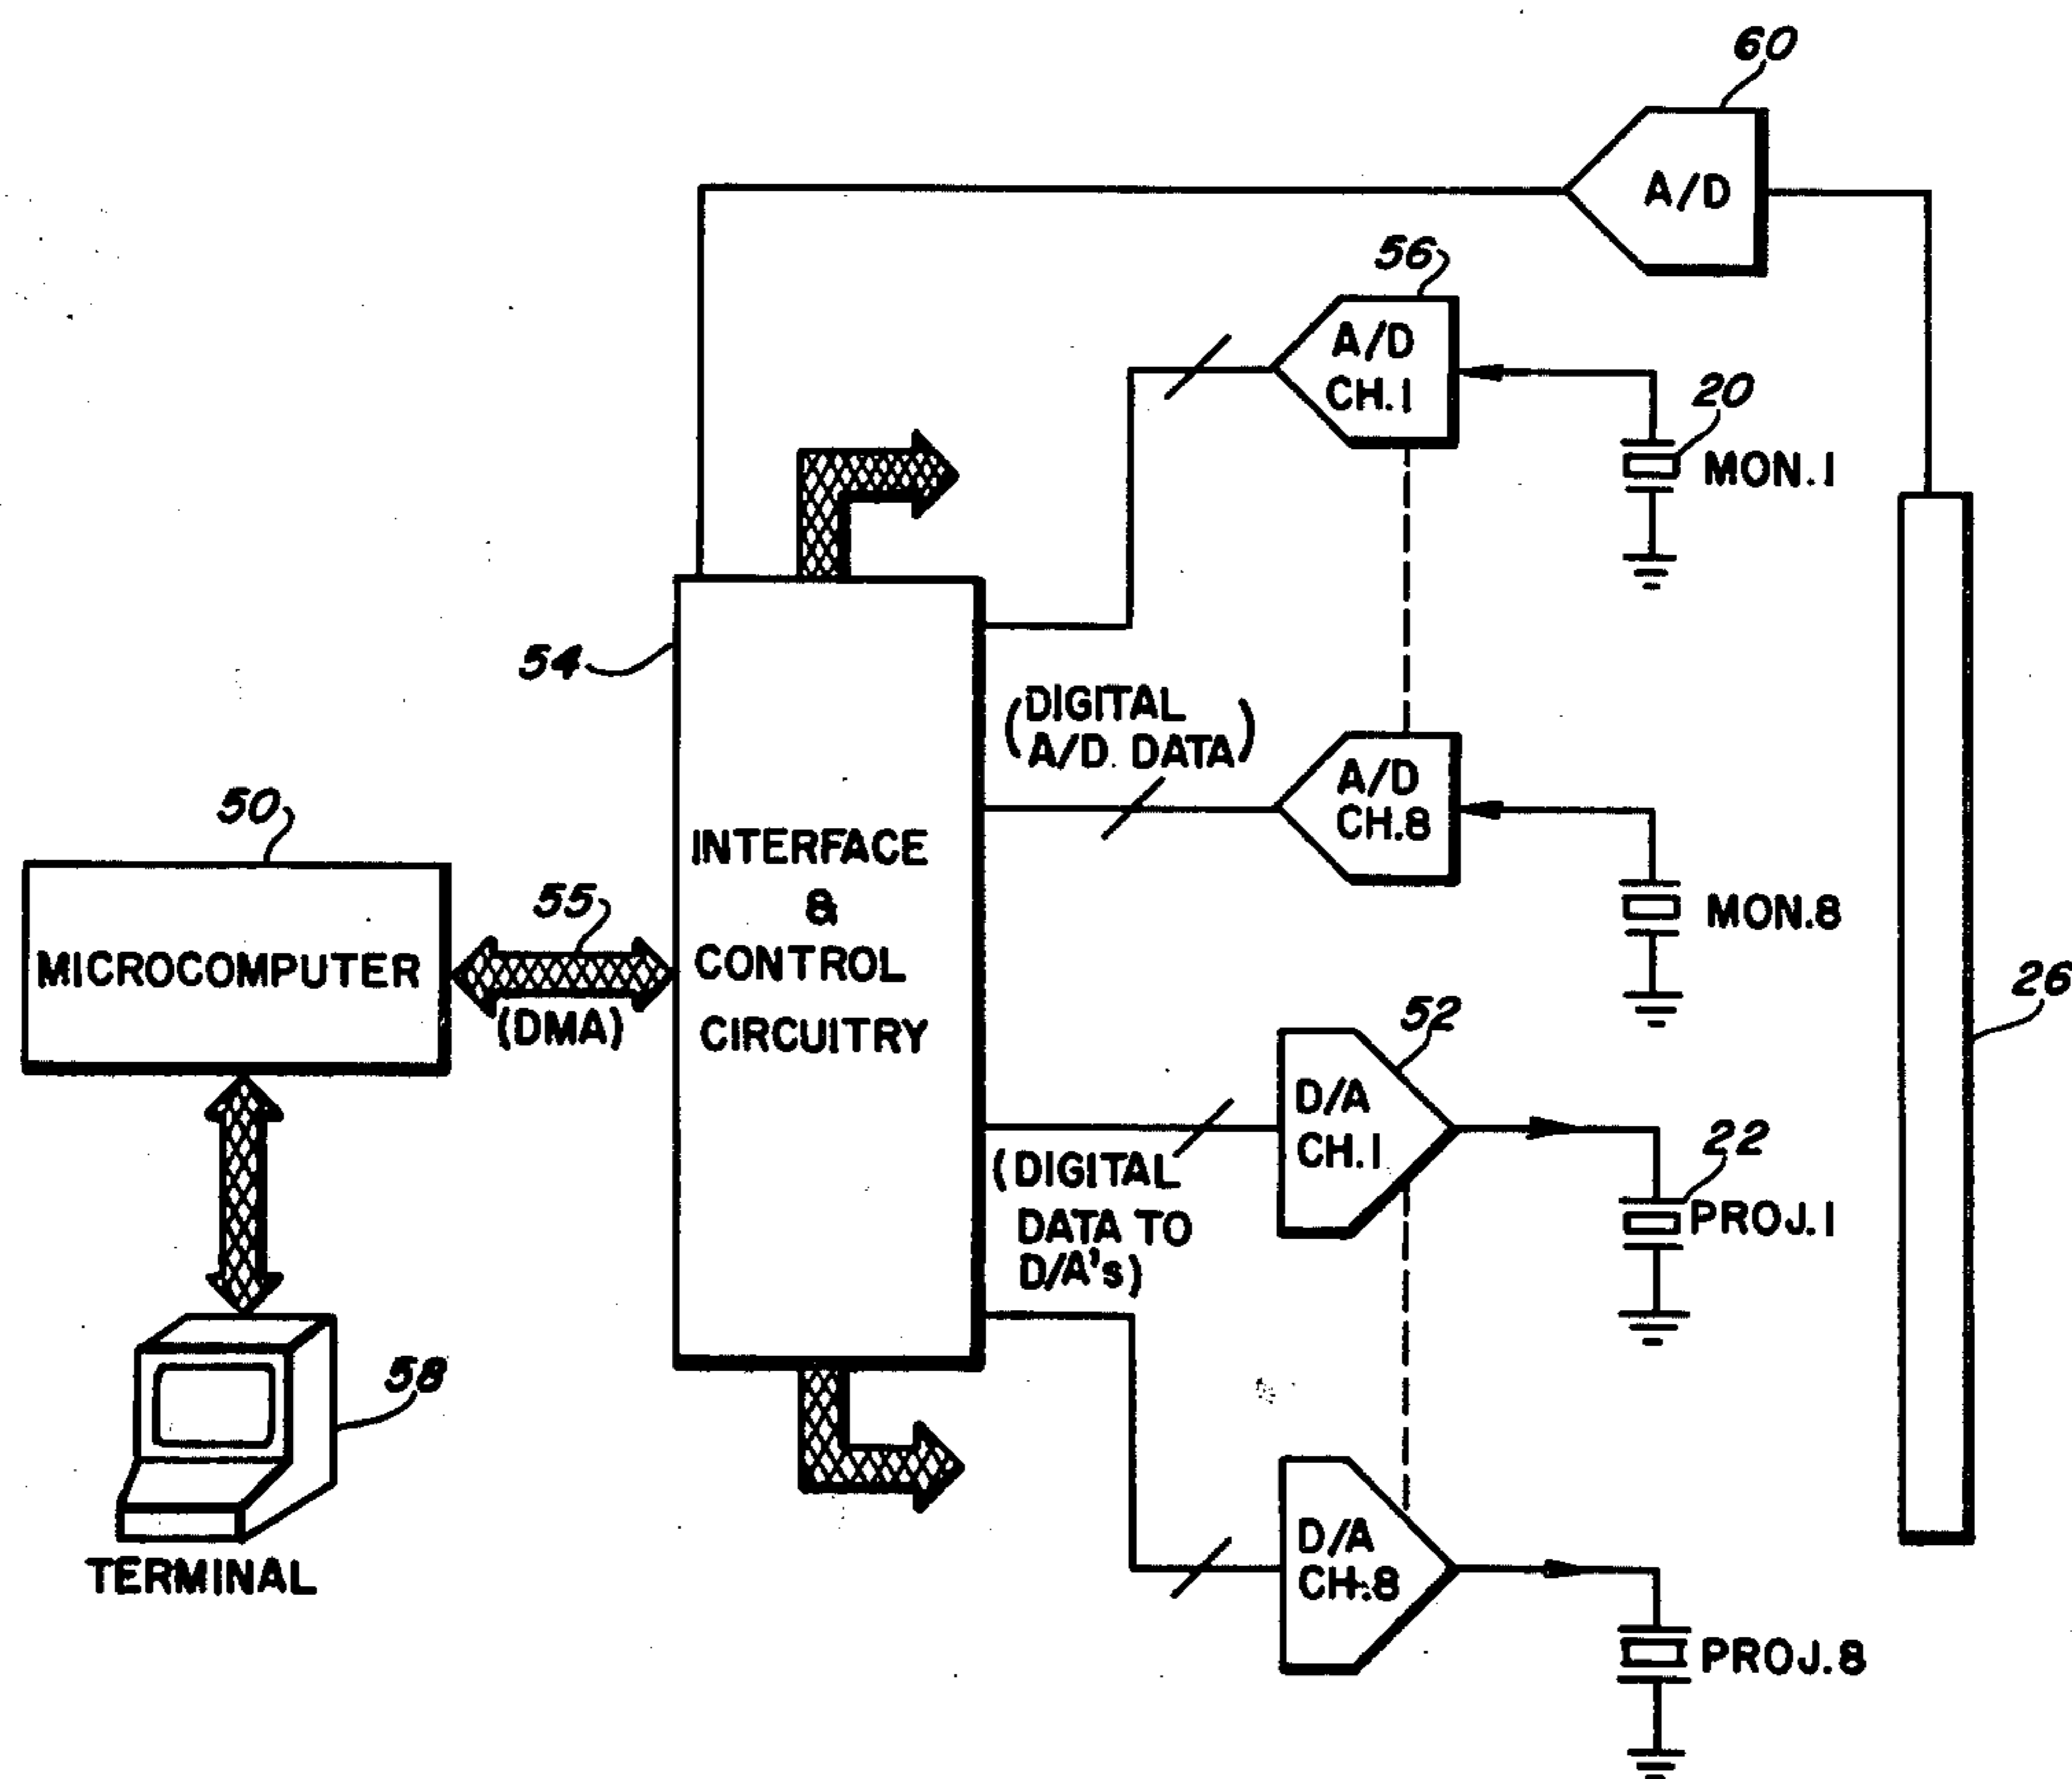 60
A/D
56
A/D
CH.1
20
MON.1
54
(DIGITAL
A/D. DATA)
A/D
CH.8
50
55
INTERFACE
&
CONTROL
CIRCUITRY
MICROCOMPUTER
(DMA)
MON.8
26
52
D/A
CH.1
(DIGITAL
DATA TO
D/A's)
22
PROJ.1
58
TERMINAL
D/A
CH.8
PROJ.8